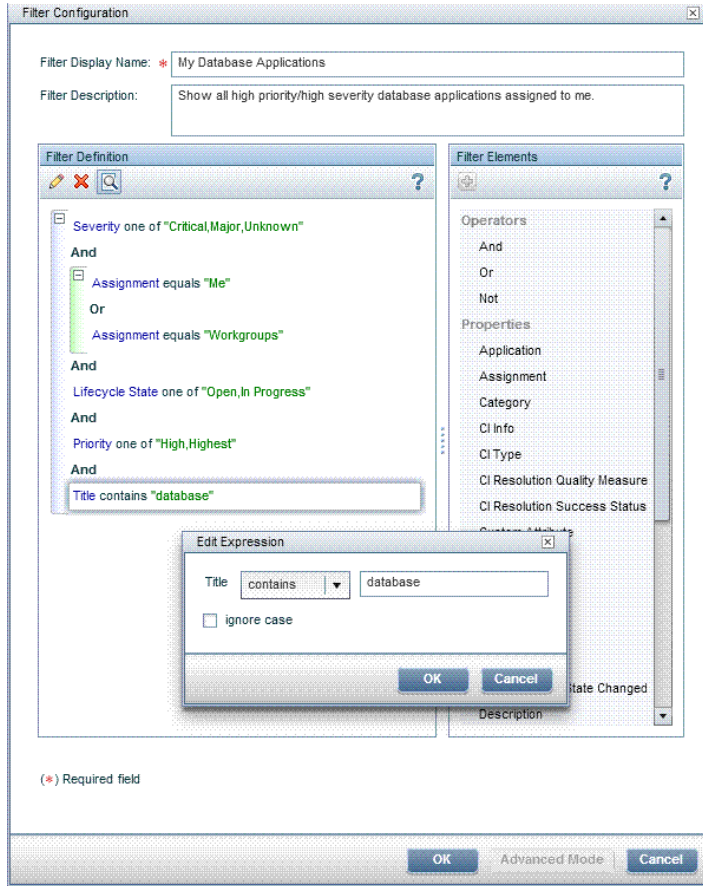 Filter Configuration
Filter Display Name: * My Database Applications
Filter Description: Show all high priority/high severity database applications assigned to me.
Filter Definition
?
Severity one of "Critical,Major,Unknown"
And
Assignment equals "Me"
Or
Assignment equals "Workgroups"
And
Lifecycle State one of "Open,In Progress"
And
Priority one of "High,Highest"
And
Title contains "database"
Filter Elements
?
Operators
And
Or
Not
Properties
Application
Assignment
Category
CI Info
CI Type
CI Resolution Quality Measure
CI Resolution Success Status
Custom Attribute
State Changed
Description
Edit Expression
Title contains database
ignore case
OK Cancel
(*) Required field
OK Advanced Mode Cancel